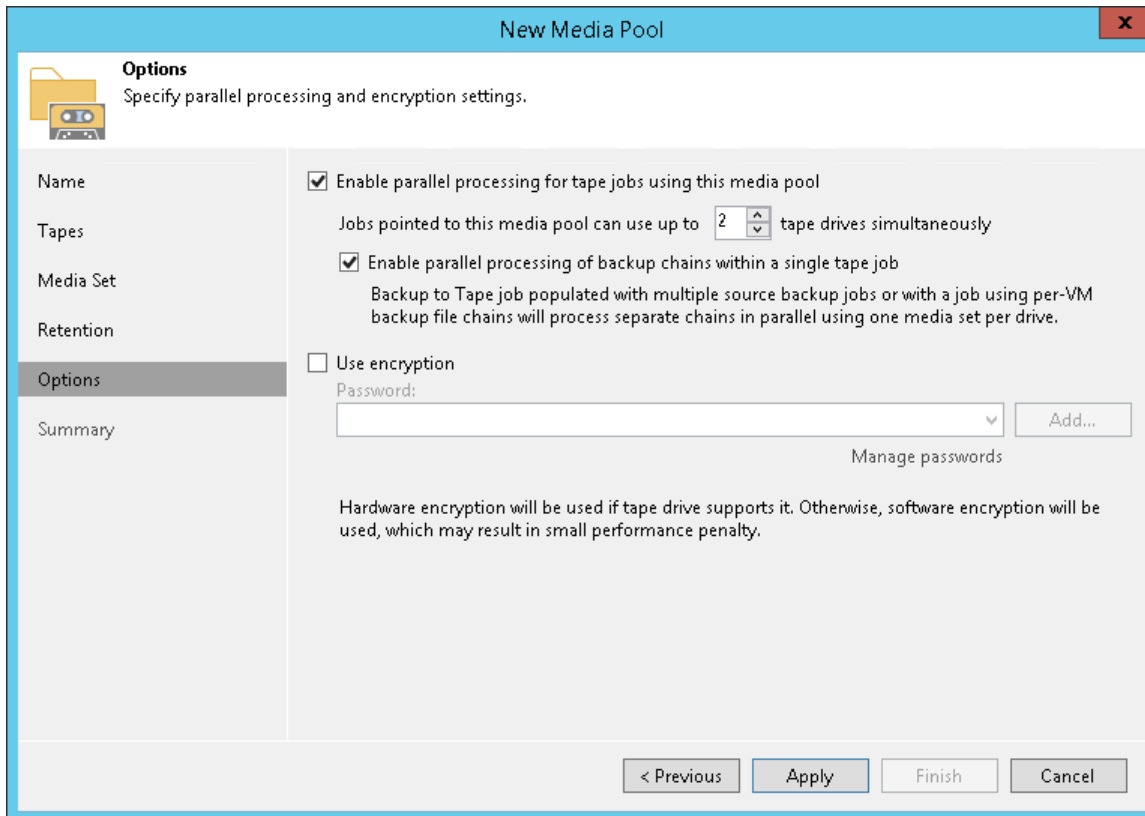 New Media Pool
x
Options
Specify parallel processing and encryption settings.
Name
Tapes
Media Set
Retention
Options
Summary
Enable parallel processing for tape jobs using this media pool
Jobs pointed to this media pool can use up to 2 tape drives simultaneously
Enable parallel processing of backup chains within a single tape job
Backup to Tape job populated with multiple source backup jobs or with a job using per-VM
backup file chains will process separate chains in parallel using one media set per drive.
Use encryption
Password:
Add...
Manage passwords
Hardware encryption will be used if tape drive supports it. Otherwise, software encryption will be
used, which may result in small performance penalty.
< Previous
Apply
Finish
Cancel